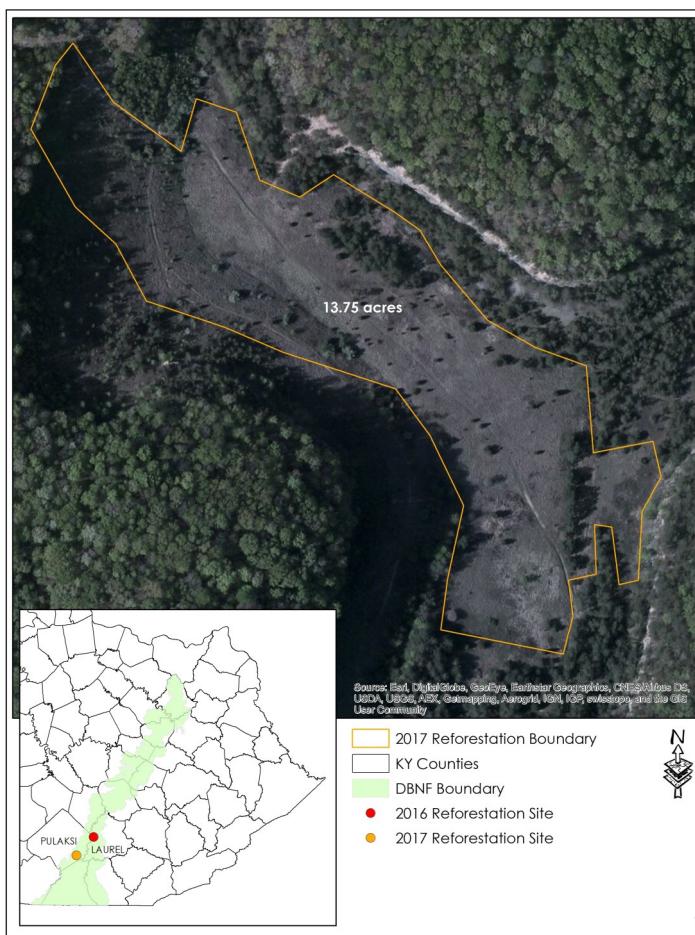 13.75 acres
Source: Esri, DigitalGlobe, GeoEye, Earthstar Geographics, CNES/Airbus DS,
USDA, USGS, AEX, Getmapping, Aerogrid, IGN, IGP, swisstopo, and the GIS
User Community
PULAKSI
LAUREL
2017 Reforestation Boundary
KY Counties
DBNF Boundary
2016 Reforestation Site
2017 Reforestation Site
N